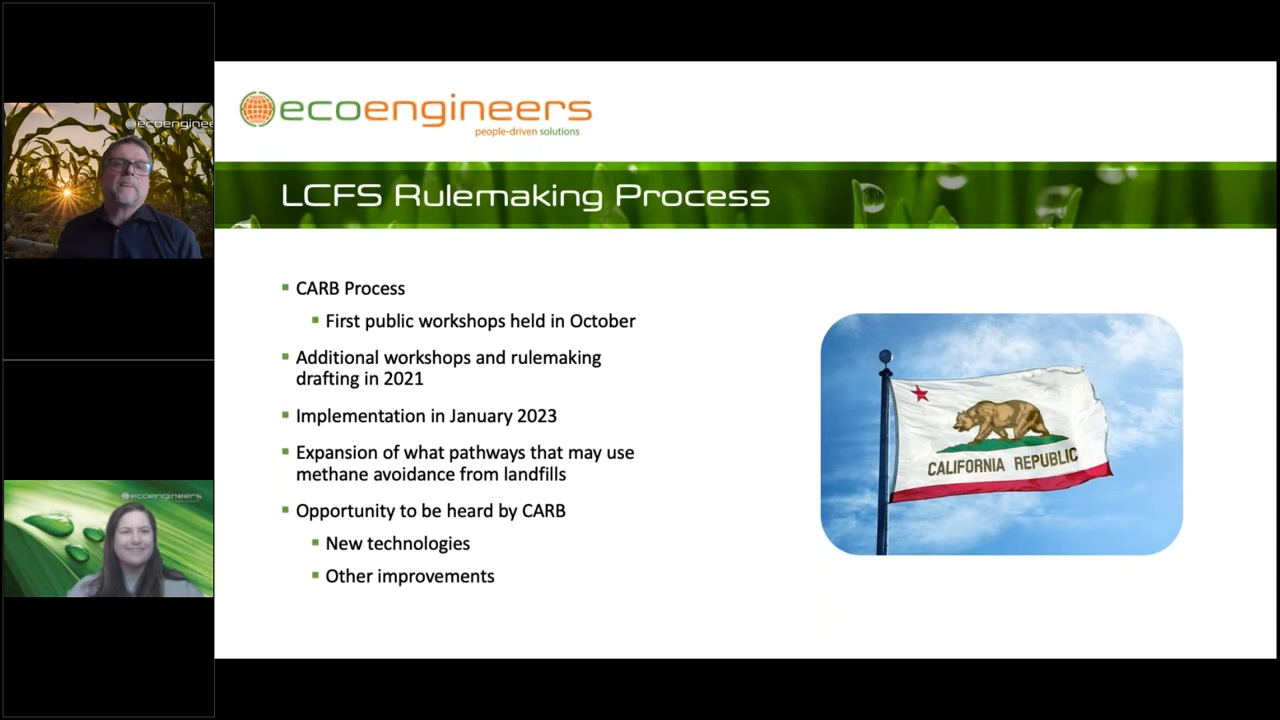 ecoenginee
ecoengineers
ecoengineers
people-driven solutions
LCFS Rulemaking Process
CARB Process
First public workshops held in October
Additional workshops and rulemaking
drafting in 2021
Implementation in January 2023
Expansion of what pathways that may use
methane avoidance from landfills
Opportunity to be heard by CARB
New technologies
Other improvements
CALIFORNIA REPUBLIC